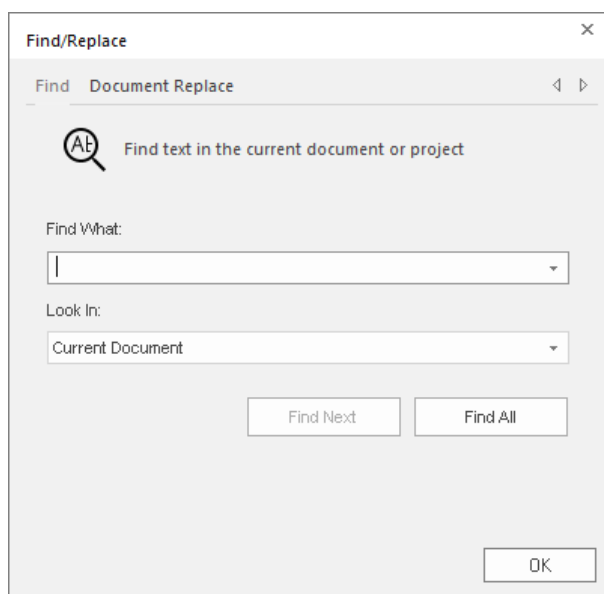 Find/Replace
Find Document Replace
Find text in the current document or project
Find What:
Look In:
Current Document
Find Next Find All
OK